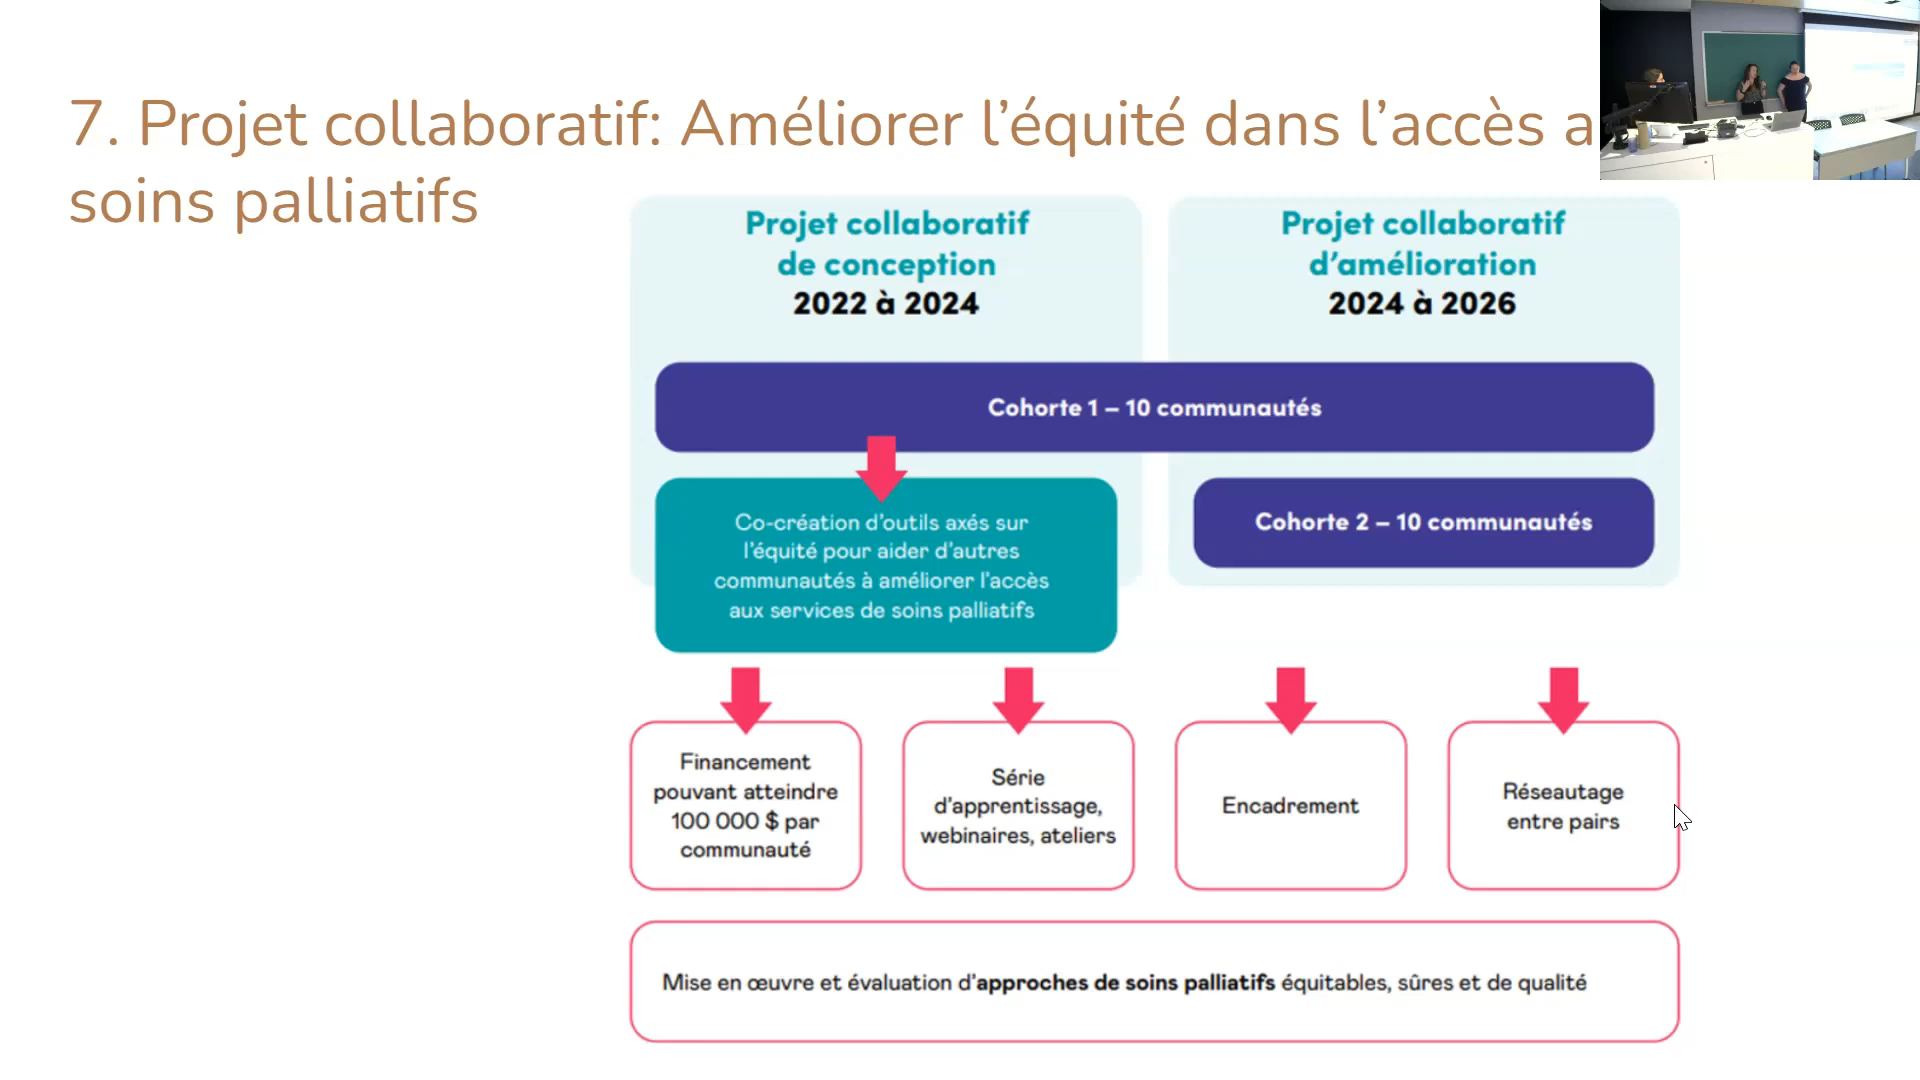 7. Projet collaboratif: Améliorer l’équité dans l’accès a
soins palliatifs
Projet collaboratif
de conception
2022 à 2024
Projet collaboratif
d’amélioration
2024 à 2026
Cohorte 1 – 10 communautés
Co-création d’outils axés sur
l’équité pour aider d’autres
communautés à améliorer l’accès
aux services de soins palliatifs
Cohorte 2 – 10 communautés
Financement
pouvant atteindre
100 000 $ par
communauté
Série
d’apprentissage,
webinaires, ateliers
Encadrement
Réseautage
entre pairs
Mise en œuvre et évaluation d’approches de soins palliatifs équitables, sûres et de qualité